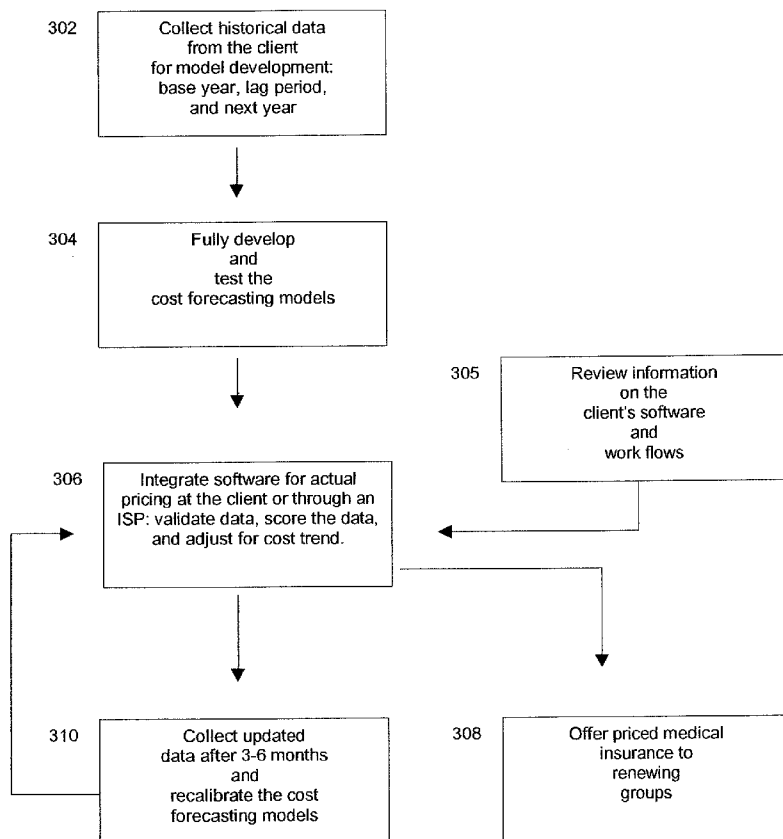 302
Collect historical data
from the client
for model development:
base year, lag period,
and next year
304
Fully develop
and
test the
cost forecasting models
305
Review information
on the
client's software
and
work flows
306
Integrate software for actual
pricing at the client or through an
ISP: validate data, score the data,
and adjust for cost trend.
310
Collect updated
data after 3-6 months
and
recalibrate the cost
forecasting models
308
Offer priced medical
insurance to
renewing
groups